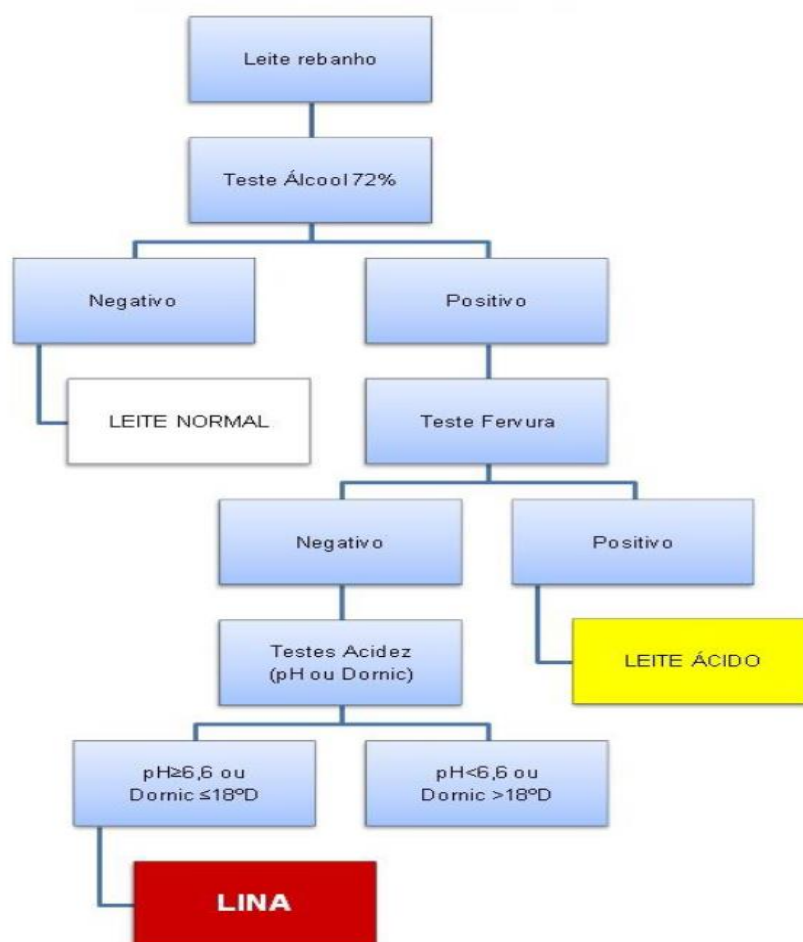 Leite rebanho
Teste Álcool 72%
Negativo
Positivo
LEITE NORMAL
Teste Fervura
Negativo
Positivo
Testes Acidez
(pH ou Dornic)
LEITE ÁCIDO
pH≥6,6 ou
Dornic ≤18ºD
pH<6,6 ou
Dornic >18ºD
LINA